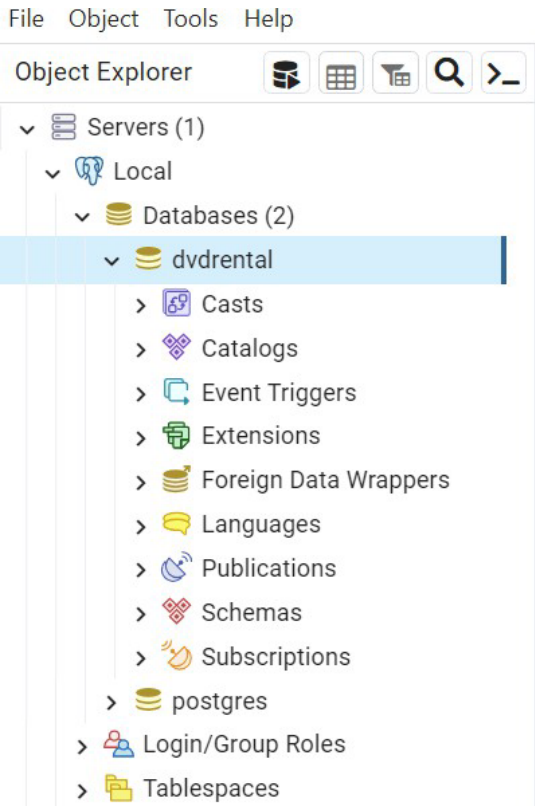 File Object Tools Help
Object Explorer
Servers (1)
Local
Databases (2)
dvdrental
Casts
Catalogs
Event Triggers
Extensions
Foreign Data Wrappers
Languages
Publications
Schemas
Subscriptions
postgres
Login/Group Roles
Tablespaces